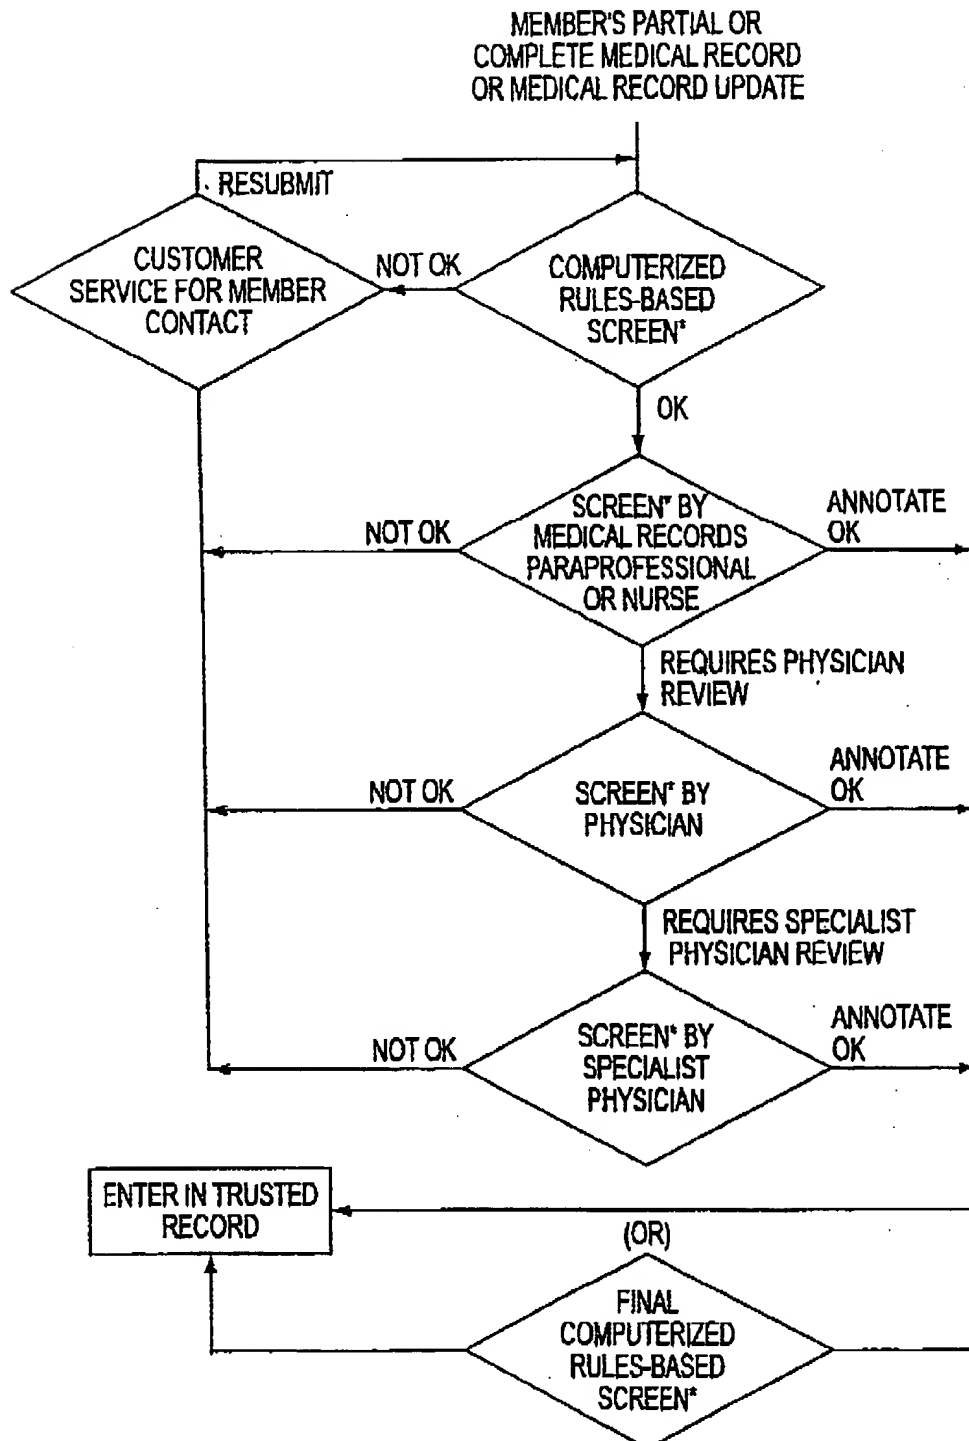 MEMBER'S PARTIAL OR
COMPLETE MEDICAL RECORD
OR MEDICAL RECORD UPDATE
RESUBMIT
CUSTOMER
SERVICE FOR MEMBER
CONTACT
NOT OK
COMPUTERIZED
RULES-BASED
SCREEN*
OK
NOT OK
SCREEN* BY
MEDICAL RECORDS
PARAPROFESSIONAL
OR NURSE
ANNOTATE
OK
REQUIRES PHYSICIAN
REVIEW
NOT OK
SCREEN* BY
PHYSICIAN
ANNOTATE
OK
REQUIRES SPECIALIST
PHYSICIAN REVIEW
NOT OK
SCREEN* BY
SPECIALIST
PHYSICIAN
ANNOTATE
OK
ENTER IN TRUSTED
RECORD
(OR)
FINAL
COMPUTERIZED
RULES-BASED
SCREEN*